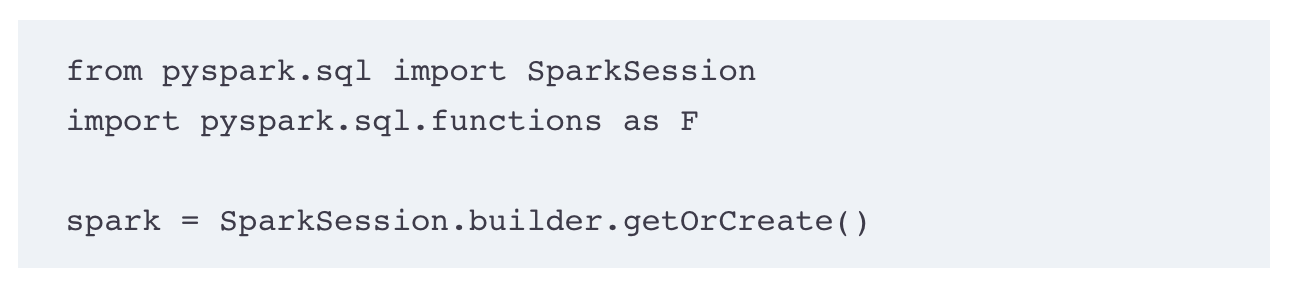 from pyspark.sql import SparkSession
import pyspark.sql.functions as F
spark = SparkSession.builder.getOrCreate()